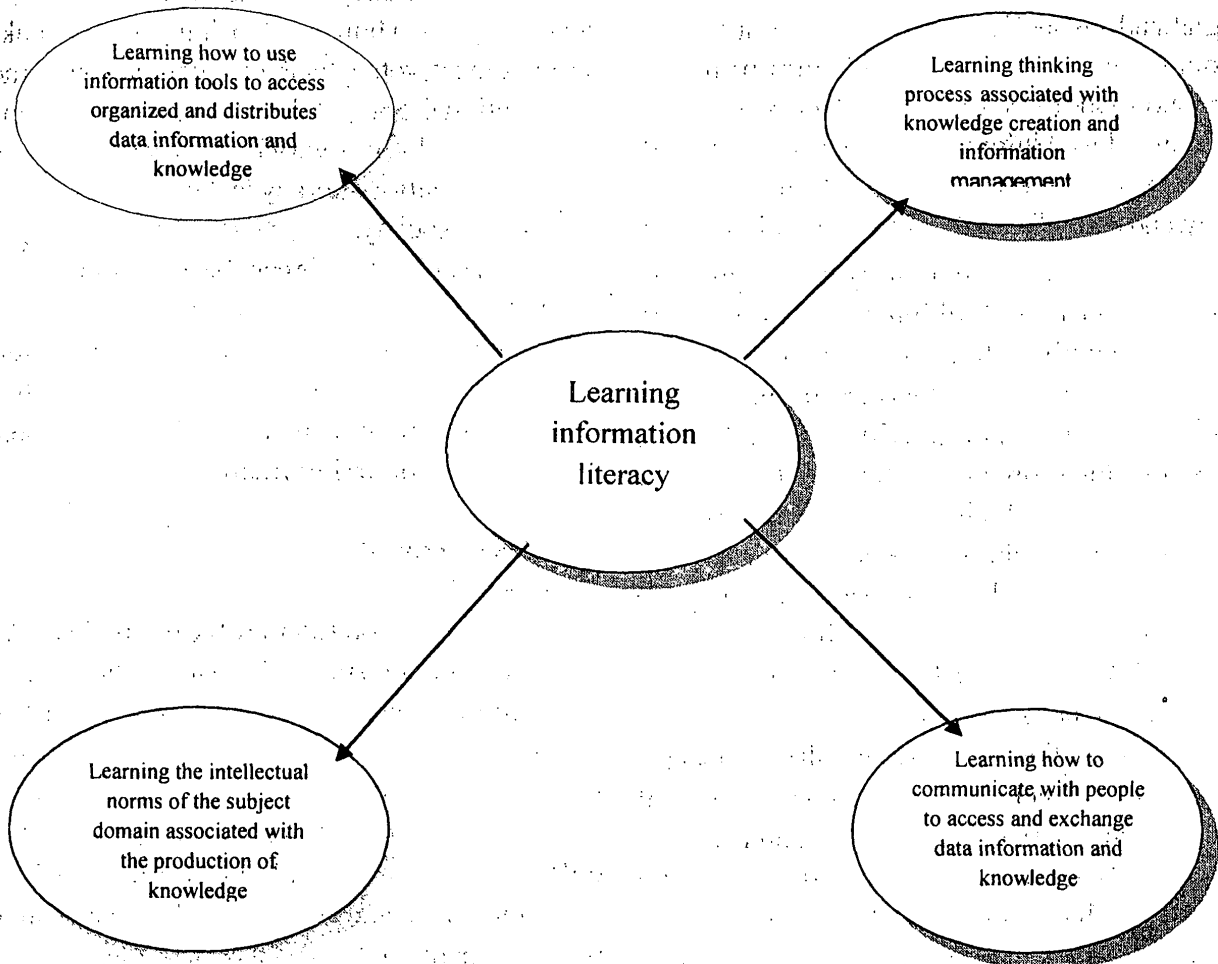 Learning how to use
information tools to access
organized and distributes
data information and
knowledge
Learning thinking
process associated with
knowledge creation and
information
management
Learning
information
literacy
Learning the intellectual
norms of the subject
domain associated with
the production of
knowledge
Learning how to
communicate with people
to access and exchange
data information and
knowledge